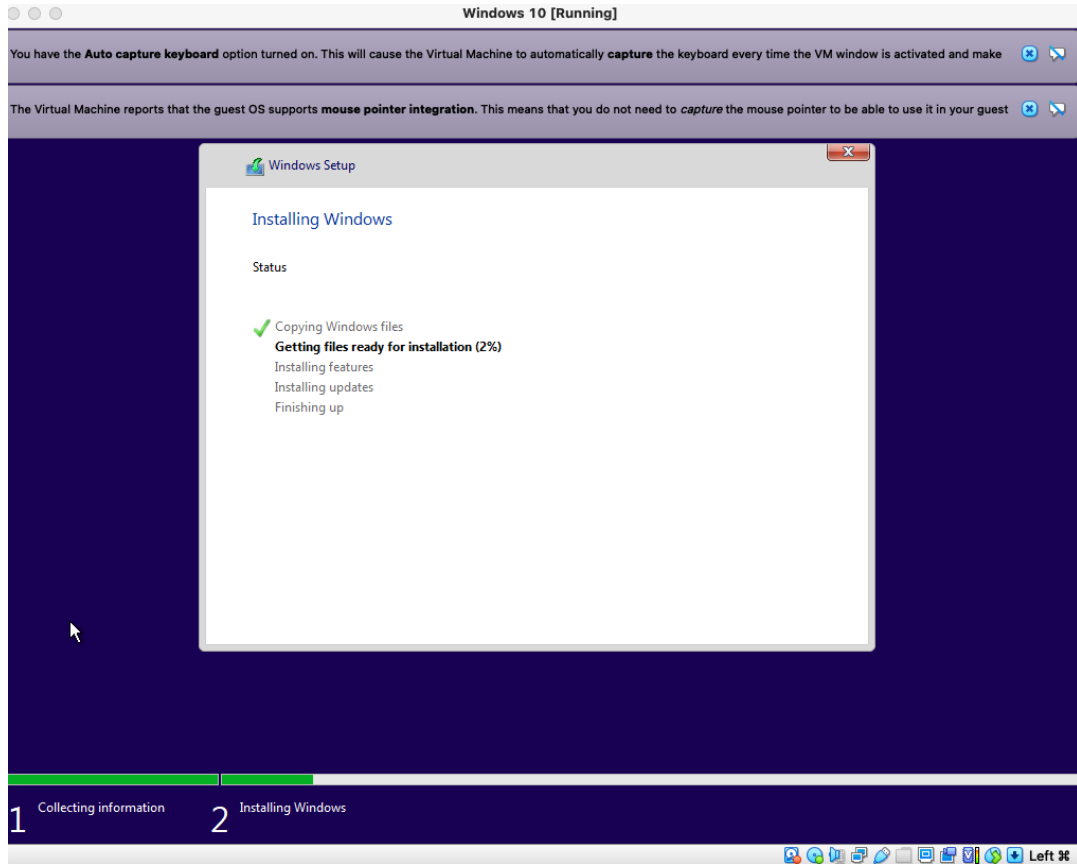 Windows 10 [Running]
You have the Auto capture keyboard option turned on. This will cause the Virtual Machine to automatically capture the keyboard every time the VM window is activated and make
The Virtual Machine reports that the guest OS supports mouse pointer integration. This means that you do not need to capture the mouse pointer to be able to use it in your guest
Windows Setup
Installing Windows
Status
Copying Windows files
Getting files ready for installation (2%)
Installing features
Installing updates
Finishing up
1 Collecting information 2 Installing Windows
Left ⌘